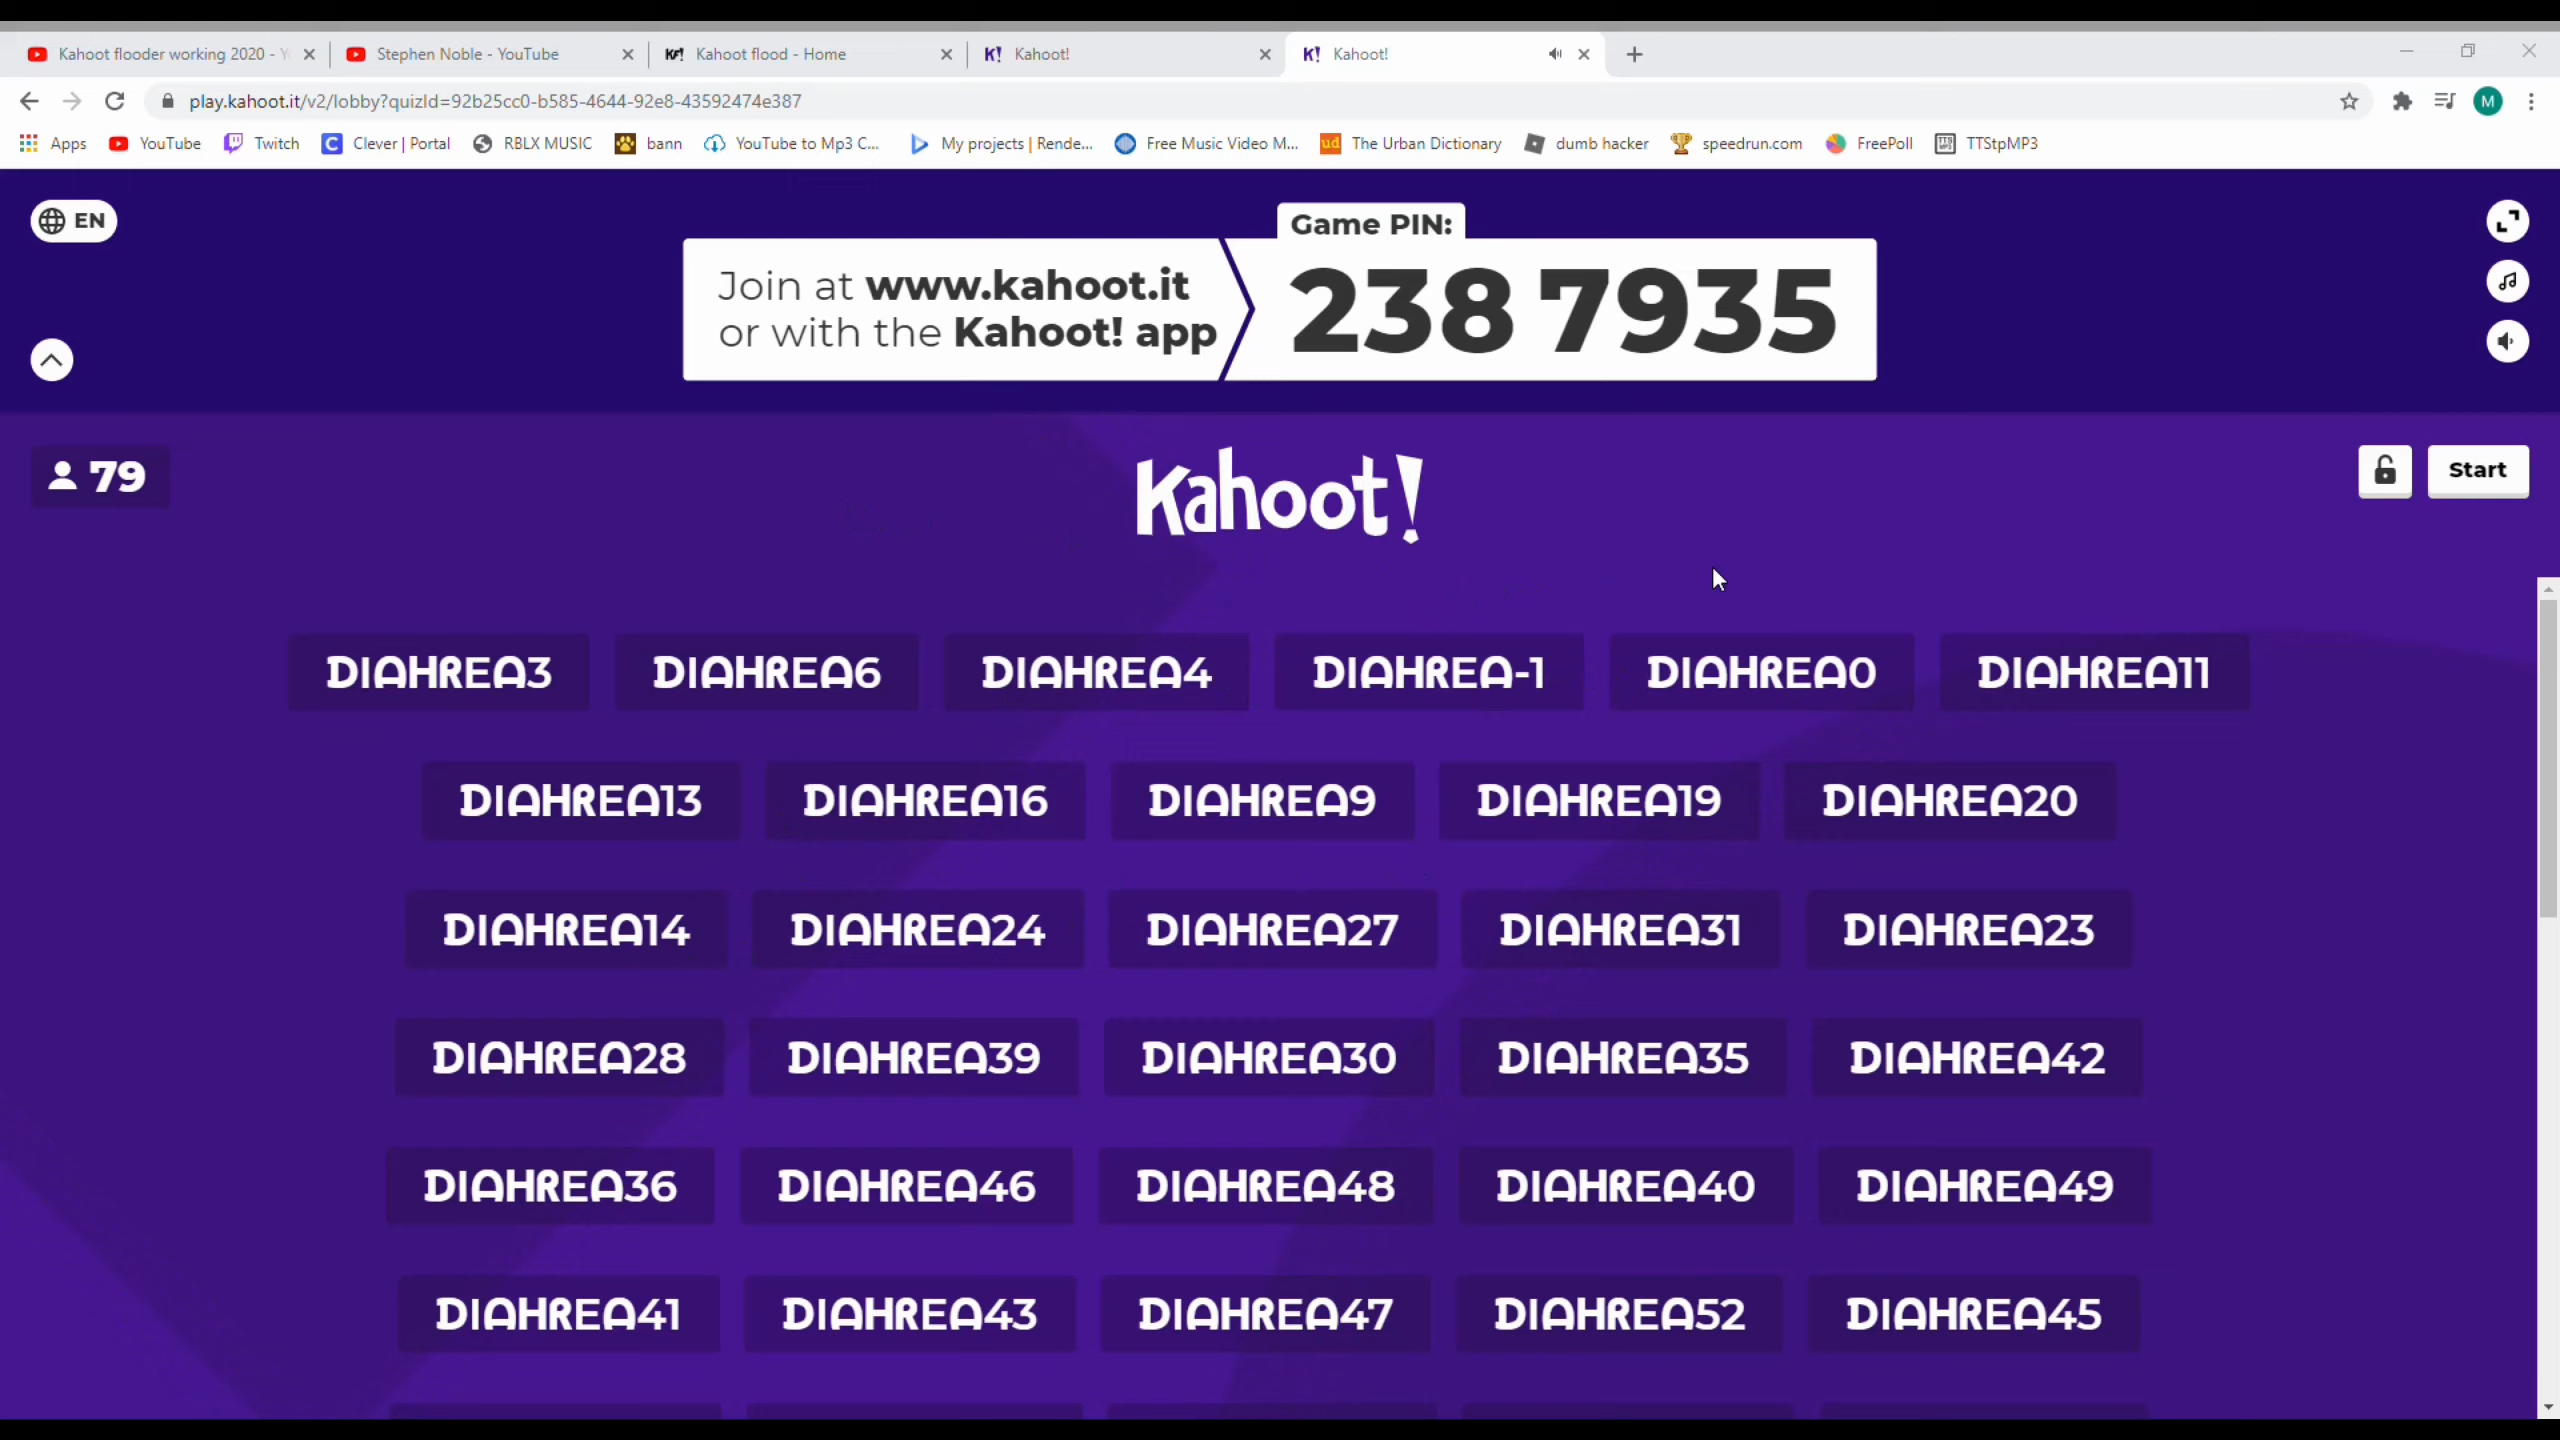 Kahoot flooder working 2020 - Y
Stephen Noble - YouTube
KF! Kahoot flood - Home
K! Kahoot!
K! Kahoot!
play.kahoot.it/v2/lobby?quizId=92b25cc0-b585-4644-92e8-43592474e387
M
Apps YouTube Twitch C Clever | Portal RBLX MUSIC bann YouTube to Mp3 C... My projects | Rende... Free Music Video M... ud The Urban Dictionary dumb hacker speedrun.com FreePoll TTStpMP3
EN
Game PIN:
Join at www.kahoot.it
or with the Kahoot! app
238 7935
79
Kahoot!
Start
DIAHREA3 DIAHREA6 DIAHREA4 DIAHREA-1 DIAHREA0 DIAHREA11
DIAHREA13 DIAHREA16 DIAHREA9 DIAHREA19 DIAHREA20
DIAHREA14 DIAHREA24 DIAHREA27 DIAHREA31 DIAHREA23
DIAHREA28 DIAHREA39 DIAHREA30 DIAHREA35 DIAHREA42
DIAHREA36 DIAHREA46 DIAHREA48 DIAHREA40 DIAHREA49
DIAHREA41 DIAHREA43 DIAHREA47 DIAHREA52 DIAHREA45